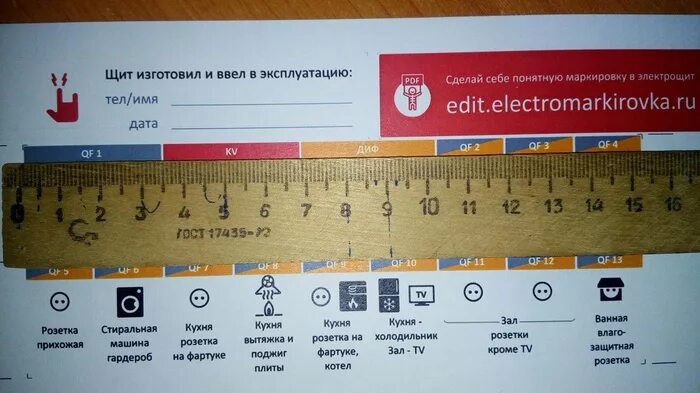 Щит изготовил и ввел в эксплуатацию:
тел/имя
дата
PDF
Сделай себе понятную маркировку в электрощит
edit.electromarkirovka.ru
QF 1 KV ДИФ QF 2 QF 3 QF 4
0 1 2 3 4 5 6 7 8 9 10 11 12 13 14 15 16
ГОСТ 17435-72
QF 5 QF 6 QF 7 QF 8 QF 9 QF 10 QF 11 QF 12 QF 13
TV
Розетка
прихожая
Стиральная
машина
гардероб
Кухня
розетка
на фартуке
Кухня
вытяжка и
поджиг
плиты
Кухня
розетка на
фартуке,
котел
Кухня -
холодильник
Зал - TV
Зал
розетки
кроме TV
Ванная
влаго-
защитная
розетка